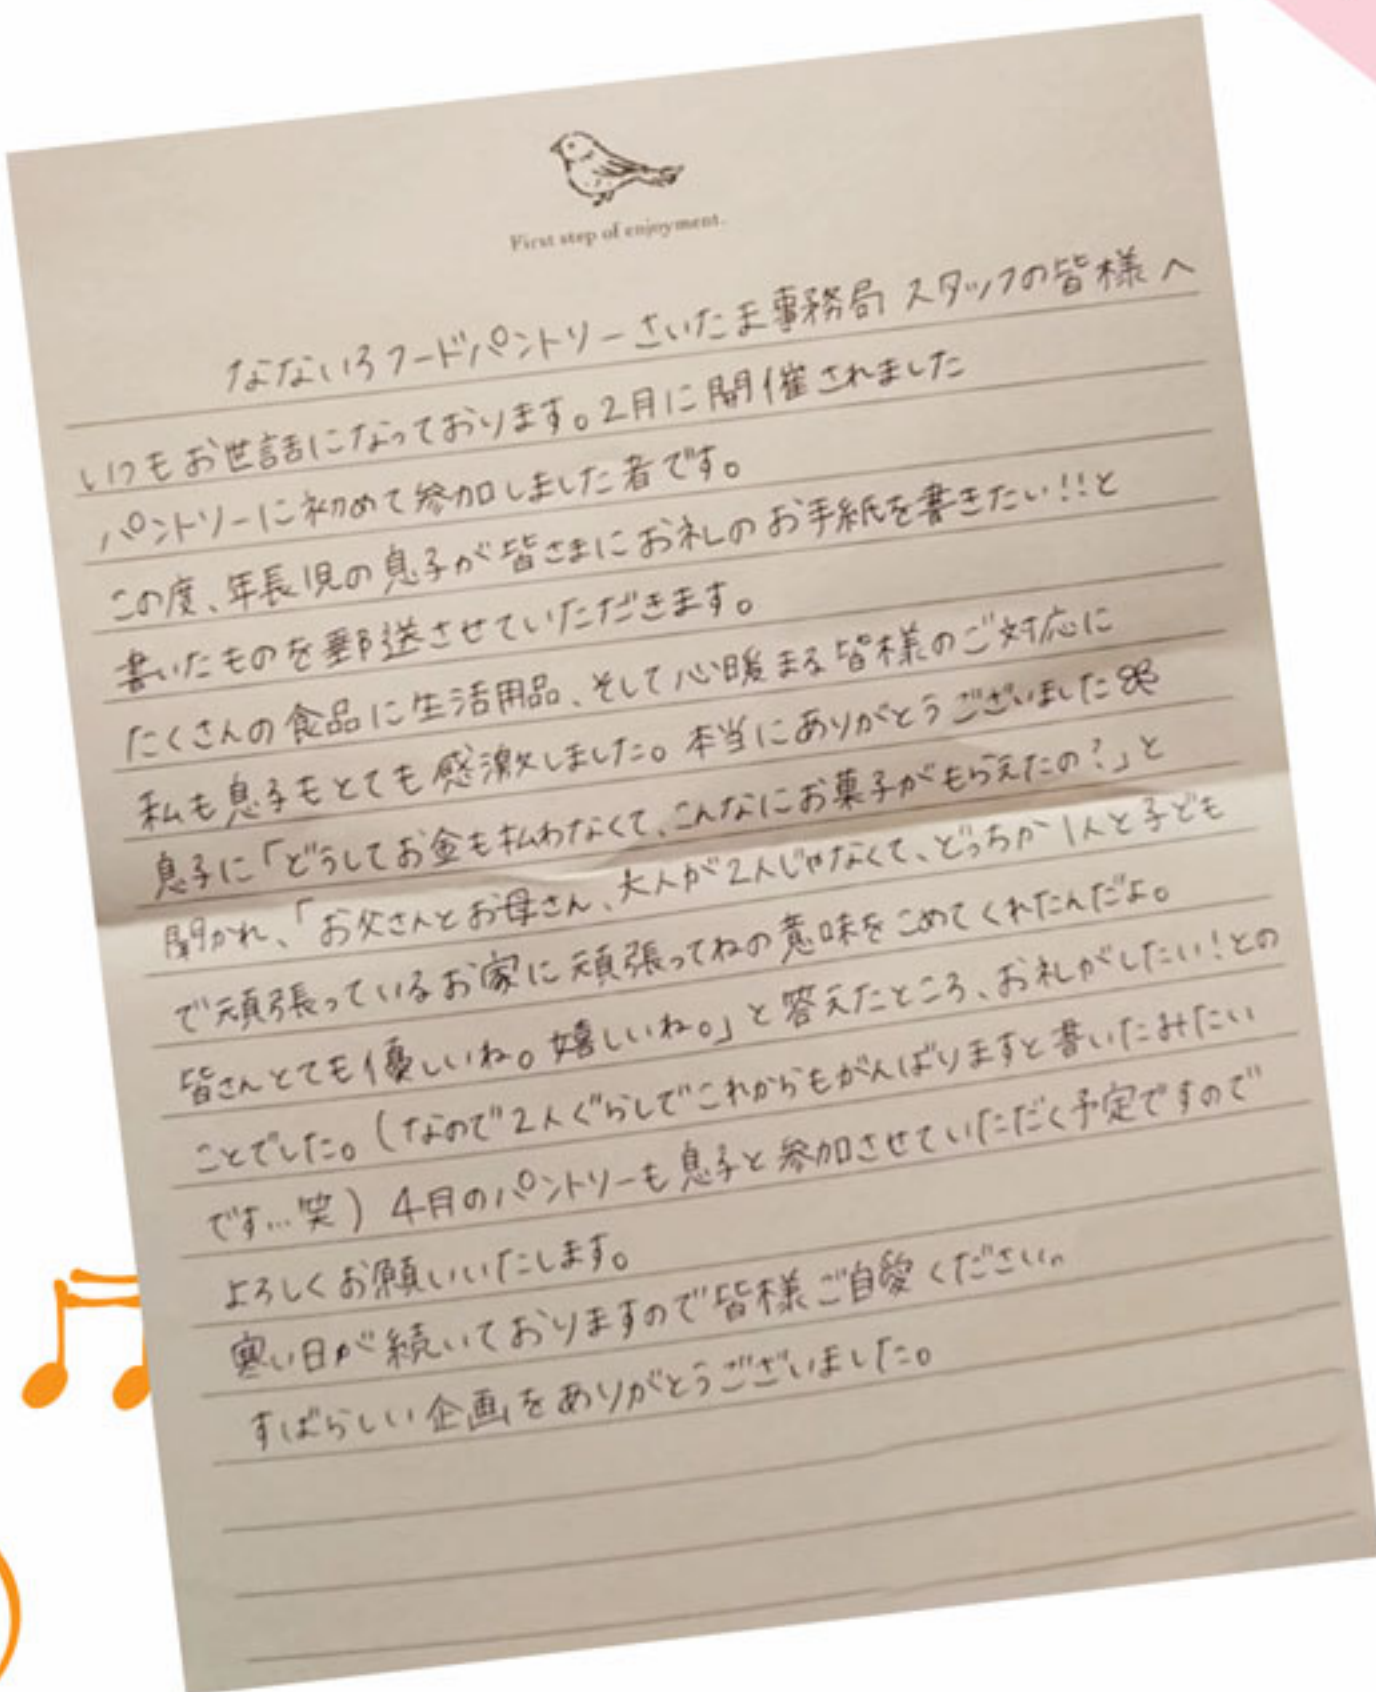 First step of enjoyment.
なないろフードパントリーさいたま事務局 スタッフの皆様へ
いつもお世話になっております。2月に開催されました
パントリーに初めて参加しました者です。
この度、年長児の息子が皆さまにお礼のお手紙を書きたい!!と
書いたものを郵送させていただきます。
たくさんの食品に生活用品、そして心暖まる皆様のご対応に
私も息子もとても感激しました。本当にありがとうございました
息子に「どうしてお金も払わなくて、こんなにお菓子がもらえたの?」と
聞かれ、「お父さんとお母さん、大人が2人じゃなくて、どっちか1人と子ども
で頑張っているお家に頑張ってねの意味をこめてくれたんだよ。
皆さんとても優しいね。嬉しいね。」と答えたところ、お礼がしたい!との
ことでした。(なので2人ぐらしでこれからもがんばりますと書いたみたい
です…笑) 4月のパントリーも息子と参加させていただく予定ですので
よろしくお願いいたします。
寒い日が続いておりますので皆様ご自愛ください。
すばらしい企画をありがとうございました。